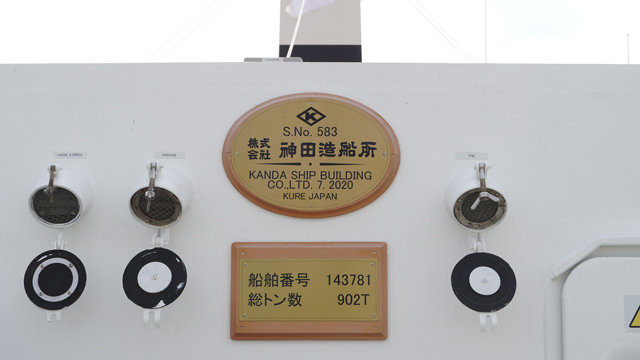 K
S.No. 583
株式会社 神田造船所
KANDA SHIP BUILDING
CO.,LTD. 7. 2020
KURE JAPAN
船舶番号 143781
総トン数 902T